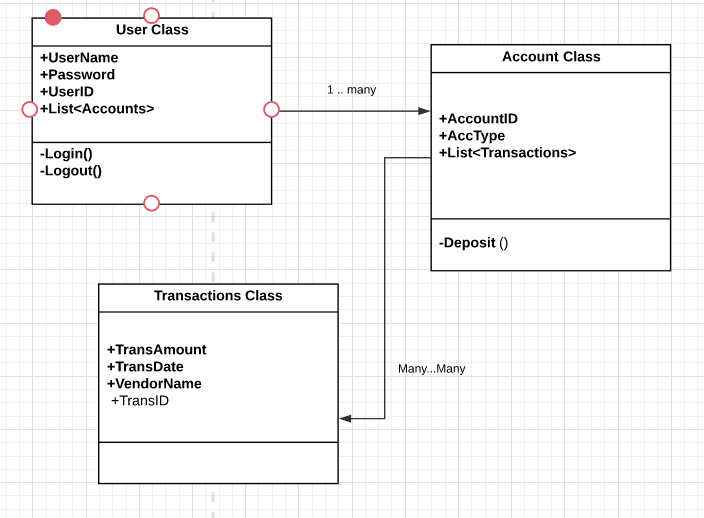 User Class
+UserName
+Password
+UserID
+List<Accounts>
-Login()
-Logout()
1 .. many
Account Class
+AccountID
+AccType
+List<Transactions>
-Deposit ()
Transactions Class
+TransAmount
+TransDate
+VendorName
+TransID
Many...Many